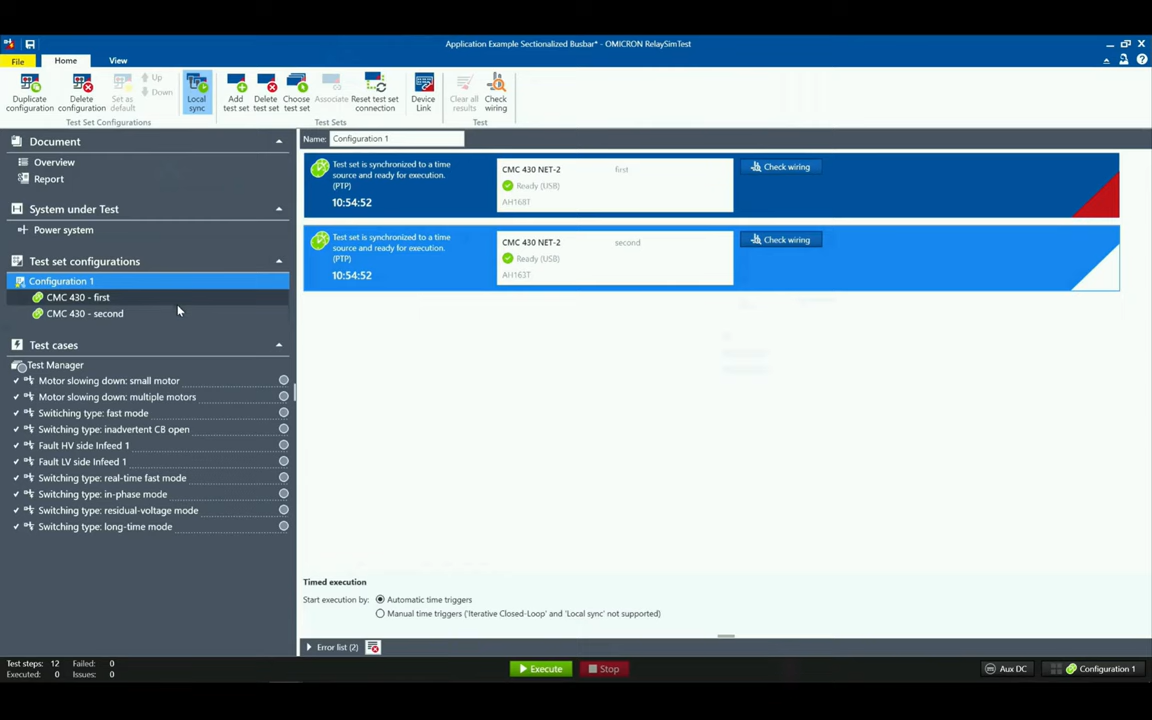 Application Example Sectionalized Busbar* - OMICRON RelaySimTest
File Home View
Duplicate configuration
Delete configuration
Set as default
Up
Down
Local sync
Add test set
Delete test set
Choose test set
Associate
Reset test set connection
Device Link
Clear all results
Check wiring
Test Set Configurations
Test Sets
Test
Document
Overview
Report
System under Test
Power system
Test set configurations
Configuration 1
CMC 430 - first
CMC 430 - second
Test cases
Test Manager
Motor slowing down: small motor
Motor slowing down: multiple motors
Switiching type: fast mode
Switching type: inadvertent CB open
Fault HV side Infeed 1
Fault LV side Infeed 1
Switching type: real-time fast mode
Switching type: in-phase mode
Switching type: residual-voltage mode
Switching type: long-time mode
Name: Configuration 1
Test set is synchronized to a time
source and ready for execution.
(PTP)
10:54:52
CMC 430 NET-2 first
Ready (USB)
AH168T
Check wiring
Test set is synchronized to a time
source and ready for execution.
(PTP)
10:54:52
CMC 430 NET-2 second
Ready (USB)
AH163T
Check wiring
Timed execution
Start execution by: Automatic time triggers
Manual time triggers ('Iterative Closed-Loop' and 'Local sync' not supported)
Error list (2)
Test steps: 12 Failed: 0
Executed: 0 Issues: 0
Execute
Stop
Aux DC
Configuration 1